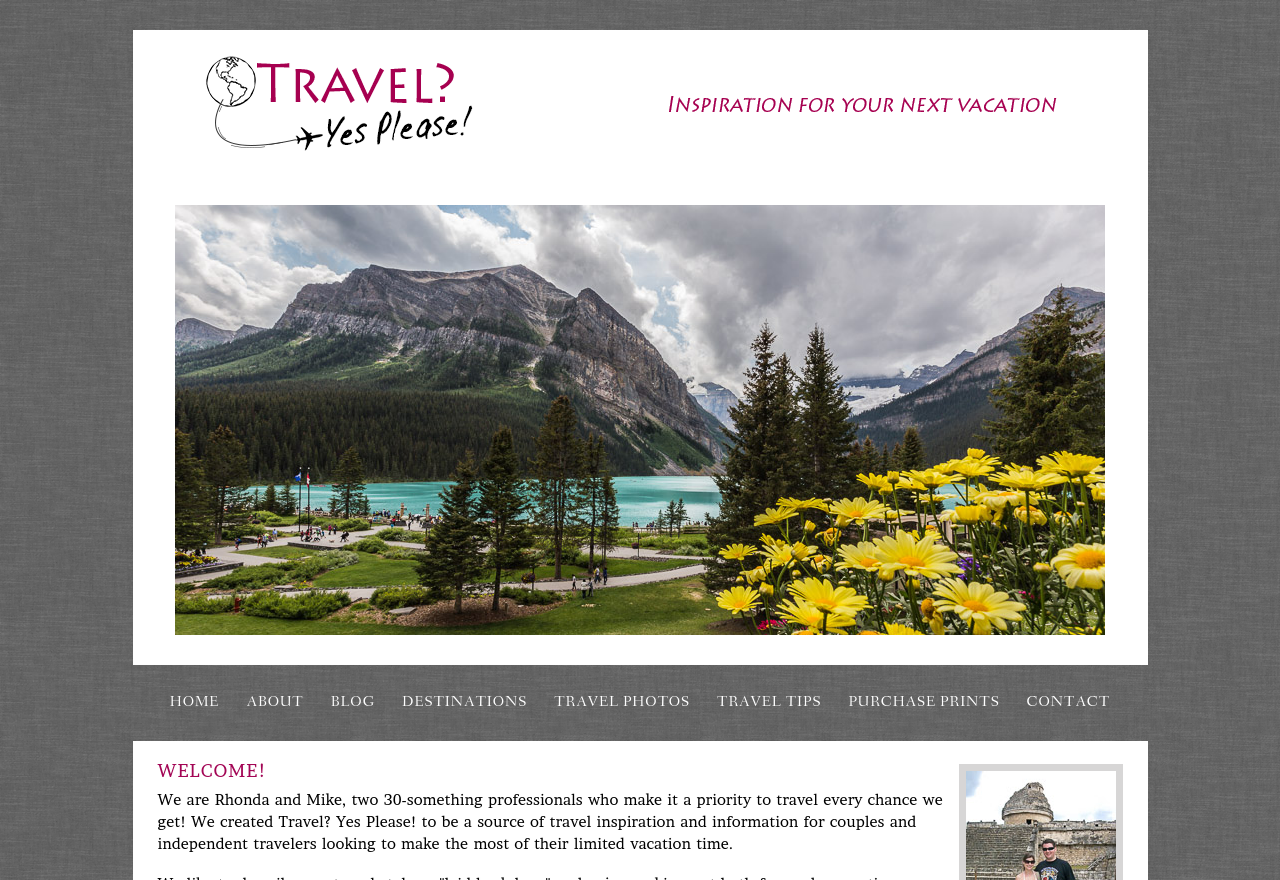 TRAVEL?
Yes Please!
INSPIRATION FOR YOUR NEXT VACATION
HOME ABOUT BLOG DESTINATIONS TRAVEL PHOTOS TRAVEL TIPS PURCHASE PRINTS CONTACT
WELCOME!
We are Rhonda and Mike, two 30-something professionals who make it a priority to travel every chance we
get! We created Travel? Yes Please! to be a source of travel inspiration and information for couples and
independent travelers looking to make the most of their limited vacation time.